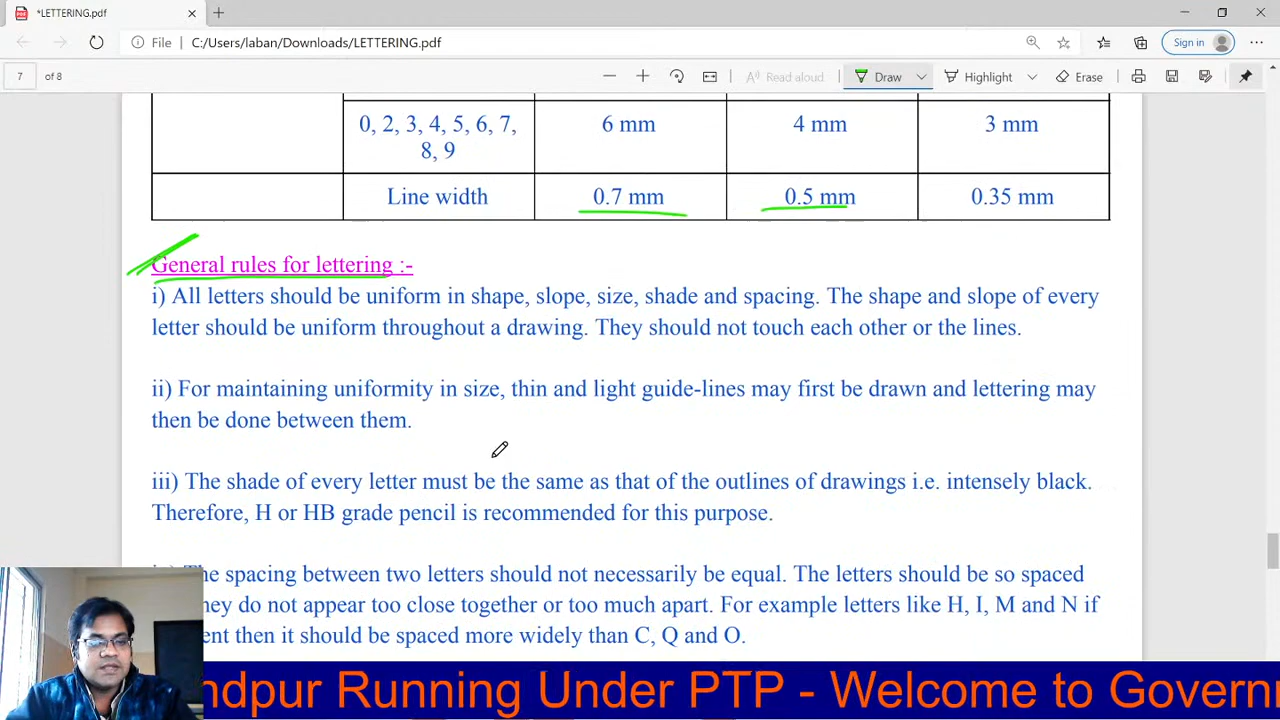 *LETTERING.pdf
File
C:/Users/laban/Downloads/LETTERING.pdf
Sign in
7
of 8
Read aloud
Draw
Highlight
Erase
0, 2, 3, 4, 5, 6, 7,
8, 9
6 mm
4 mm
3 mm
Line width
0.7 mm
0.5 mm
0.35 mm
General rules for lettering :-
i) All letters should be uniform in shape, slope, size, shade and spacing. The shape and slope of every
letter should be uniform throughout a drawing. They should not touch each other or the lines.
ii) For maintaining uniformity in size, thin and light guide-lines may first be drawn and lettering may
then be done between them.
iii) The shade of every letter must be the same as that of the outlines of drawings i.e. intensely black.
Therefore, H or HB grade pencil is recommended for this purpose.
The spacing between two letters should not necessarily be equal. The letters should be so spaced
hey do not appear too close together or too much apart. For example letters like H, I, M and N if
ent then it should be spaced more widely than C, Q and O.
ndpur Running Under PTP - Welcome to Govern